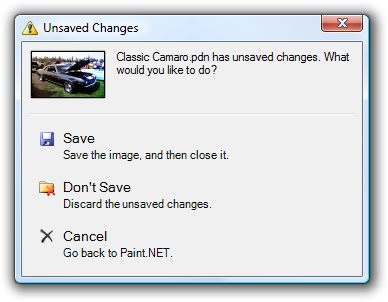 Unsaved Changes
Classic Camaro.pdn has unsaved changes. What
would you like to do?
Save
Save the image, and then close it.
Don't Save
Discard the unsaved changes.
Cancel
Go back to Paint.NET.